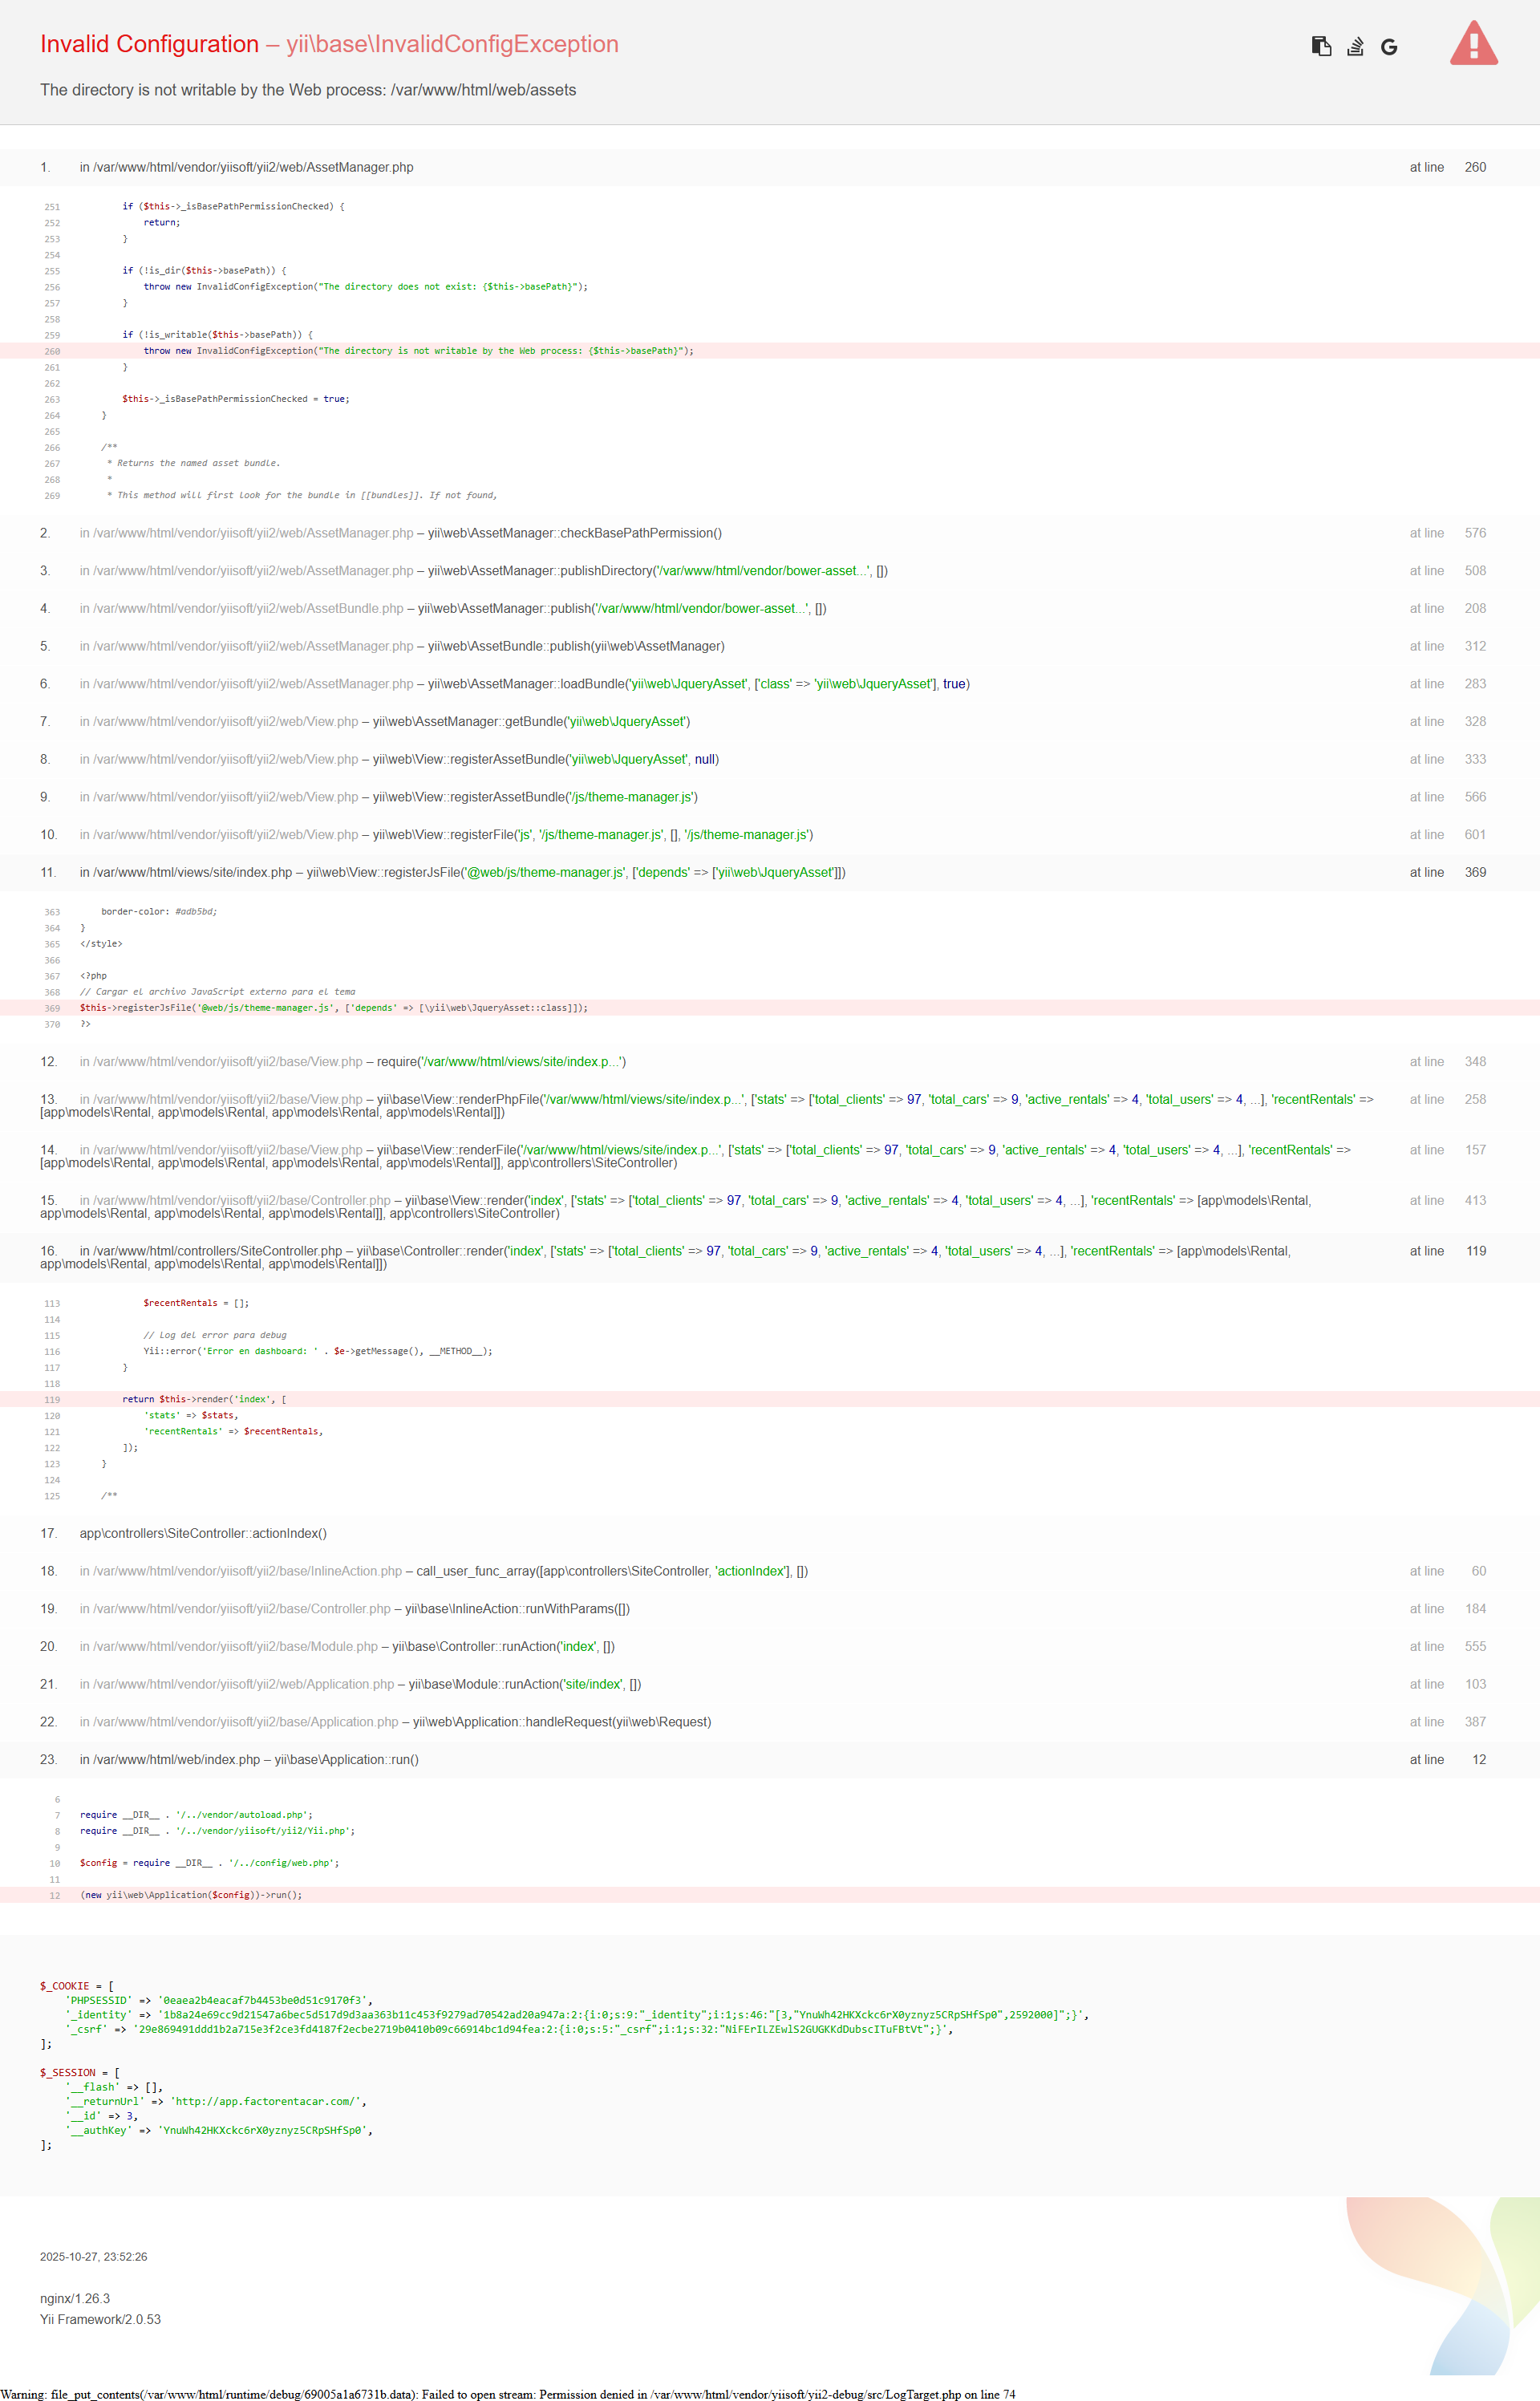 Invalid Configuration – yii\base\InvalidConfigException
The directory is not writable by the Web process: /var/www/html/web/assets
1. in /var/www/html/vendor/yiisoft/yii2/web/AssetManager.php at line 260
251 if ($this->_isBasePathPermissionChecked) {
252 return;
253 }
254
255 if (!is_dir($this->basePath)) {
256 throw new InvalidConfigException("The directory does not exist: {$this->basePath}");
257 }
258
259 if (!is_writable($this->basePath)) {
260 throw new InvalidConfigException("The directory is not writable by the Web process: {$this->basePath}");
261 }
262
263 $this->_isBasePathPermissionChecked = true;
264 }
265
266 /**
267 * Returns the named asset bundle.
268 *
269 * This method will first look for the bundle in [[bundles]]. If not found,
2. in /var/www/html/vendor/yiisoft/yii2/web/AssetManager.php – yii\web\AssetManager::checkBasePathPermission() at line 576
3. in /var/www/html/vendor/yiisoft/yii2/web/AssetManager.php – yii\web\AssetManager::publishDirectory('/var/www/html/vendor/bower-asset...', []) at line 508
4. in /var/www/html/vendor/yiisoft/yii2/web/AssetBundle.php – yii\web\AssetManager::publish('/var/www/html/vendor/bower-asset...', []) at line 208
5. in /var/www/html/vendor/yiisoft/yii2/web/AssetManager.php – yii\web\AssetBundle::publish(yii\web\AssetManager) at line 312
6. in /var/www/html/vendor/yiisoft/yii2/web/AssetManager.php – yii\web\AssetManager::loadBundle('yii\web\JqueryAsset', ['class' => 'yii\web\JqueryAsset'], true) at line 283
7. in /var/www/html/vendor/yiisoft/yii2/web/View.php – yii\web\AssetManager::getBundle('yii\web\JqueryAsset') at line 328
8. in /var/www/html/vendor/yiisoft/yii2/web/View.php – yii\web\View::registerAssetBundle('yii\web\JqueryAsset', null) at line 333
9. in /var/www/html/vendor/yiisoft/yii2/web/View.php – yii\web\View::registerAssetBundle('/js/theme-manager.js') at line 566
10. in /var/www/html/vendor/yiisoft/yii2/web/View.php – yii\web\View::registerFile('js', '/js/theme-manager.js', [], '/js/theme-manager.js') at line 601
11. in /var/www/html/views/site/index.php – yii\web\View::registerJsFile('@web/js/theme-manager.js', ['depends' => ['yii\web\JqueryAsset']]) at line 369
363 border-color: #adb5bd;
364 }
365 </style>
366
367 <?php
368 // Cargar el archivo JavaScript externo para el tema
369 $this->registerJsFile('@web/js/theme-manager.js', ['depends' => [\yii\web\JqueryAsset::class]]);
370 ?>
12. in /var/www/html/vendor/yiisoft/yii2/base/View.php – require('/var/www/html/views/site/index.p...') at line 348
13. in /var/www/html/vendor/yiisoft/yii2/base/View.php – yii\base\View::renderPhpFile('/var/www/html/views/site/index.p...', ['stats' => ['total_clients' => 97, 'total_cars' => 9, 'active_rentals' => 4, 'total_users' => 4, ...], 'recentRentals' => at line 258
[app\models\Rental, app\models\Rental, app\models\Rental, app\models\Rental]])
14. in /var/www/html/vendor/yiisoft/yii2/base/View.php – yii\base\View::renderFile('/var/www/html/views/site/index.p...', ['stats' => ['total_clients' => 97, 'total_cars' => 9, 'active_rentals' => 4, 'total_users' => 4, ...], 'recentRentals' => at line 157
[app\models\Rental, app\models\Rental, app\models\Rental, app\models\Rental]], app\controllers\SiteController)
15. in /var/www/html/vendor/yiisoft/yii2/base/Controller.php – yii\base\View::render('index', ['stats' => ['total_clients' => 97, 'total_cars' => 9, 'active_rentals' => 4, 'total_users' => 4, ...], 'recentRentals' => [app\models\Rental, at line 413
app\models\Rental, app\models\Rental, app\models\Rental]], app\controllers\SiteController)
16. in /var/www/html/controllers/SiteController.php – yii\base\Controller::render('index', ['stats' => ['total_clients' => 97, 'total_cars' => 9, 'active_rentals' => 4, 'total_users' => 4, ...], 'recentRentals' => [app\models\Rental, at line 119
app\models\Rental, app\models\Rental, app\models\Rental]])
113 $recentRentals = [];
114
115 // Log del error para debug
116 Yii::error('Error en dashboard: ' . $e->getMessage(), __METHOD__);
117 }
118
119 return $this->render('index', [
120 'stats' => $stats,
121 'recentRentals' => $recentRentals,
122 ]);
123 }
124
125 /**
17. app\controllers\SiteController::actionIndex()
18. in /var/www/html/vendor/yiisoft/yii2/base/InlineAction.php – call_user_func_array([app\controllers\SiteController, 'actionIndex'], []) at line 60
19. in /var/www/html/vendor/yiisoft/yii2/base/Controller.php – yii\base\InlineAction::runWithParams([]) at line 184
20. in /var/www/html/vendor/yiisoft/yii2/base/Module.php – yii\base\Controller::runAction('index', []) at line 555
21. in /var/www/html/vendor/yiisoft/yii2/web/Application.php – yii\base\Module::runAction('site/index', []) at line 103
22. in /var/www/html/vendor/yiisoft/yii2/base/Application.php – yii\web\Application::handleRequest(yii\web\Request) at line 387
23. in /var/www/html/web/index.php – yii\base\Application::run() at line 12
6
7 require __DIR__ . '/../vendor/autoload.php';
8 require __DIR__ . '/../vendor/yiisoft/yii2/Yii.php';
9
10 $config = require __DIR__ . '/../config/web.php';
11
12 (new yii\web\Application($config))->run();
$_COOKIE = [
'PHPSESSID' => '0eaea2b4eacaf7b4453be0d51c9170f3',
'_identity' => '1b8a24e69cc9d21547a6bec5d517d9d3aa363b11c453f9279ad70542ad20a947a:2:{i:0;s:9:"_identity";i:1;s:46:"[3,"YnuWh42HKXckc6rX0yznyz5CRpSHfSp0",2592000]";}',
'_csrf' => '29e869491ddd1b2a715e3f2ce3fd4187f2ecbe2719b0410b09c66914bc1d94fea:2:{i:0;s:5:"_csrf";i:1;s:32:"NiFErILZEwlS2GUGKKdDubscITuFBtVt";}',
];
$_SESSION = [
'__flash' => [],
'__returnUrl' => 'http://app.factorentacar.com/',
'__id' => 3,
'__authKey' => 'YnuWh42HKXckc6rX0yznyz5CRpSHfSp0',
];
2025-10-27, 23:52:26
nginx/1.26.3
Yii Framework/2.0.53
Warning: file_put_contents(/var/www/html/runtime/debug/69005a1a6731b.data): Failed to open stream: Permission denied in /var/www/html/vendor/yiisoft/yii2-debug/src/LogTarget.php on line 74